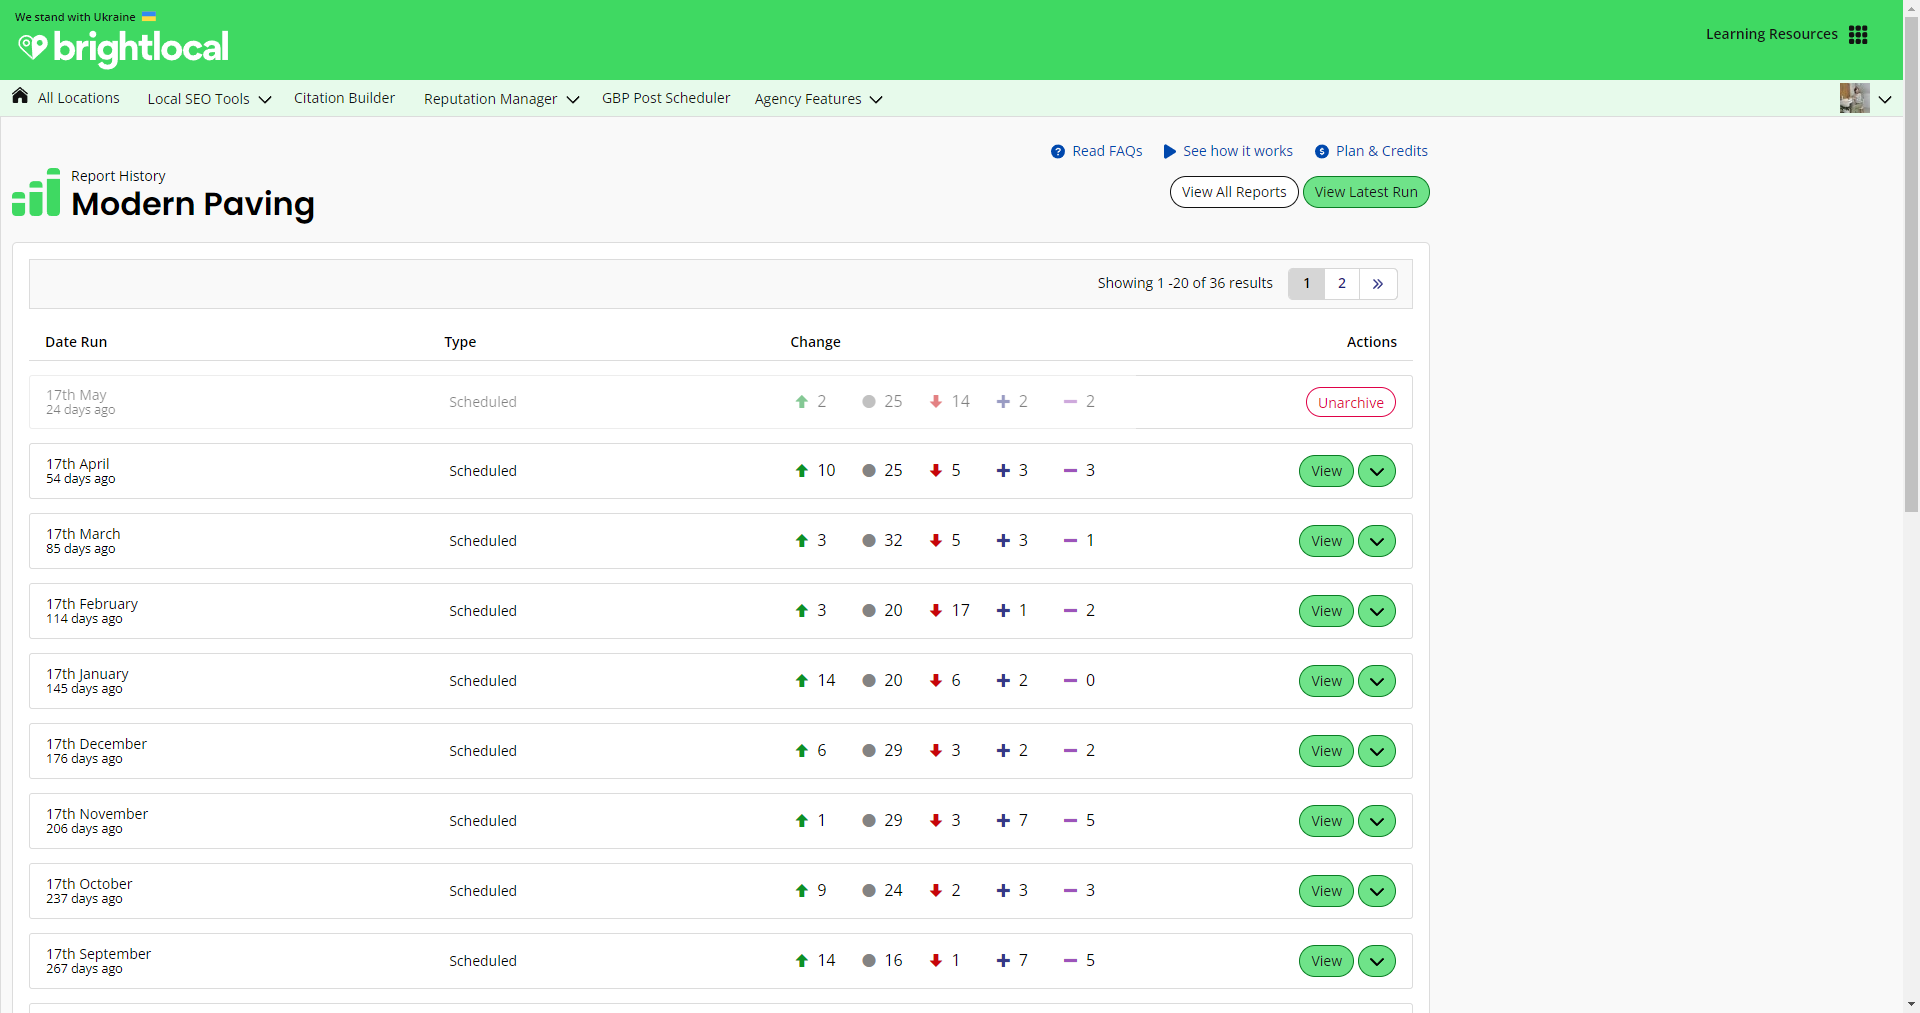 We stand with Ukraine
brightlocal
Learning Resources
All Locations Local SEO Tools Citation Builder Reputation Manager GBP Post Scheduler Agency Features
Read FAQs See how it works Plan & Credits
Report History
Modern Paving
View All Reports View Latest Run
Showing 1 -20 of 36 results 1 2 »
Date Run Type Change Actions
17th May
24 days ago
Scheduled 2 25 14 2 2 Unarchive
17th April
54 days ago
Scheduled 10 25 5 3 3 View
17th March
85 days ago
Scheduled 3 32 5 3 1 View
17th February
114 days ago
Scheduled 3 20 17 1 2 View
17th January
145 days ago
Scheduled 14 20 6 2 0 View
17th December
176 days ago
Scheduled 6 29 3 2 2 View
17th November
206 days ago
Scheduled 1 29 3 7 5 View
17th October
237 days ago
Scheduled 9 24 2 3 3 View
17th September
267 days ago
Scheduled 14 16 1 7 5 View